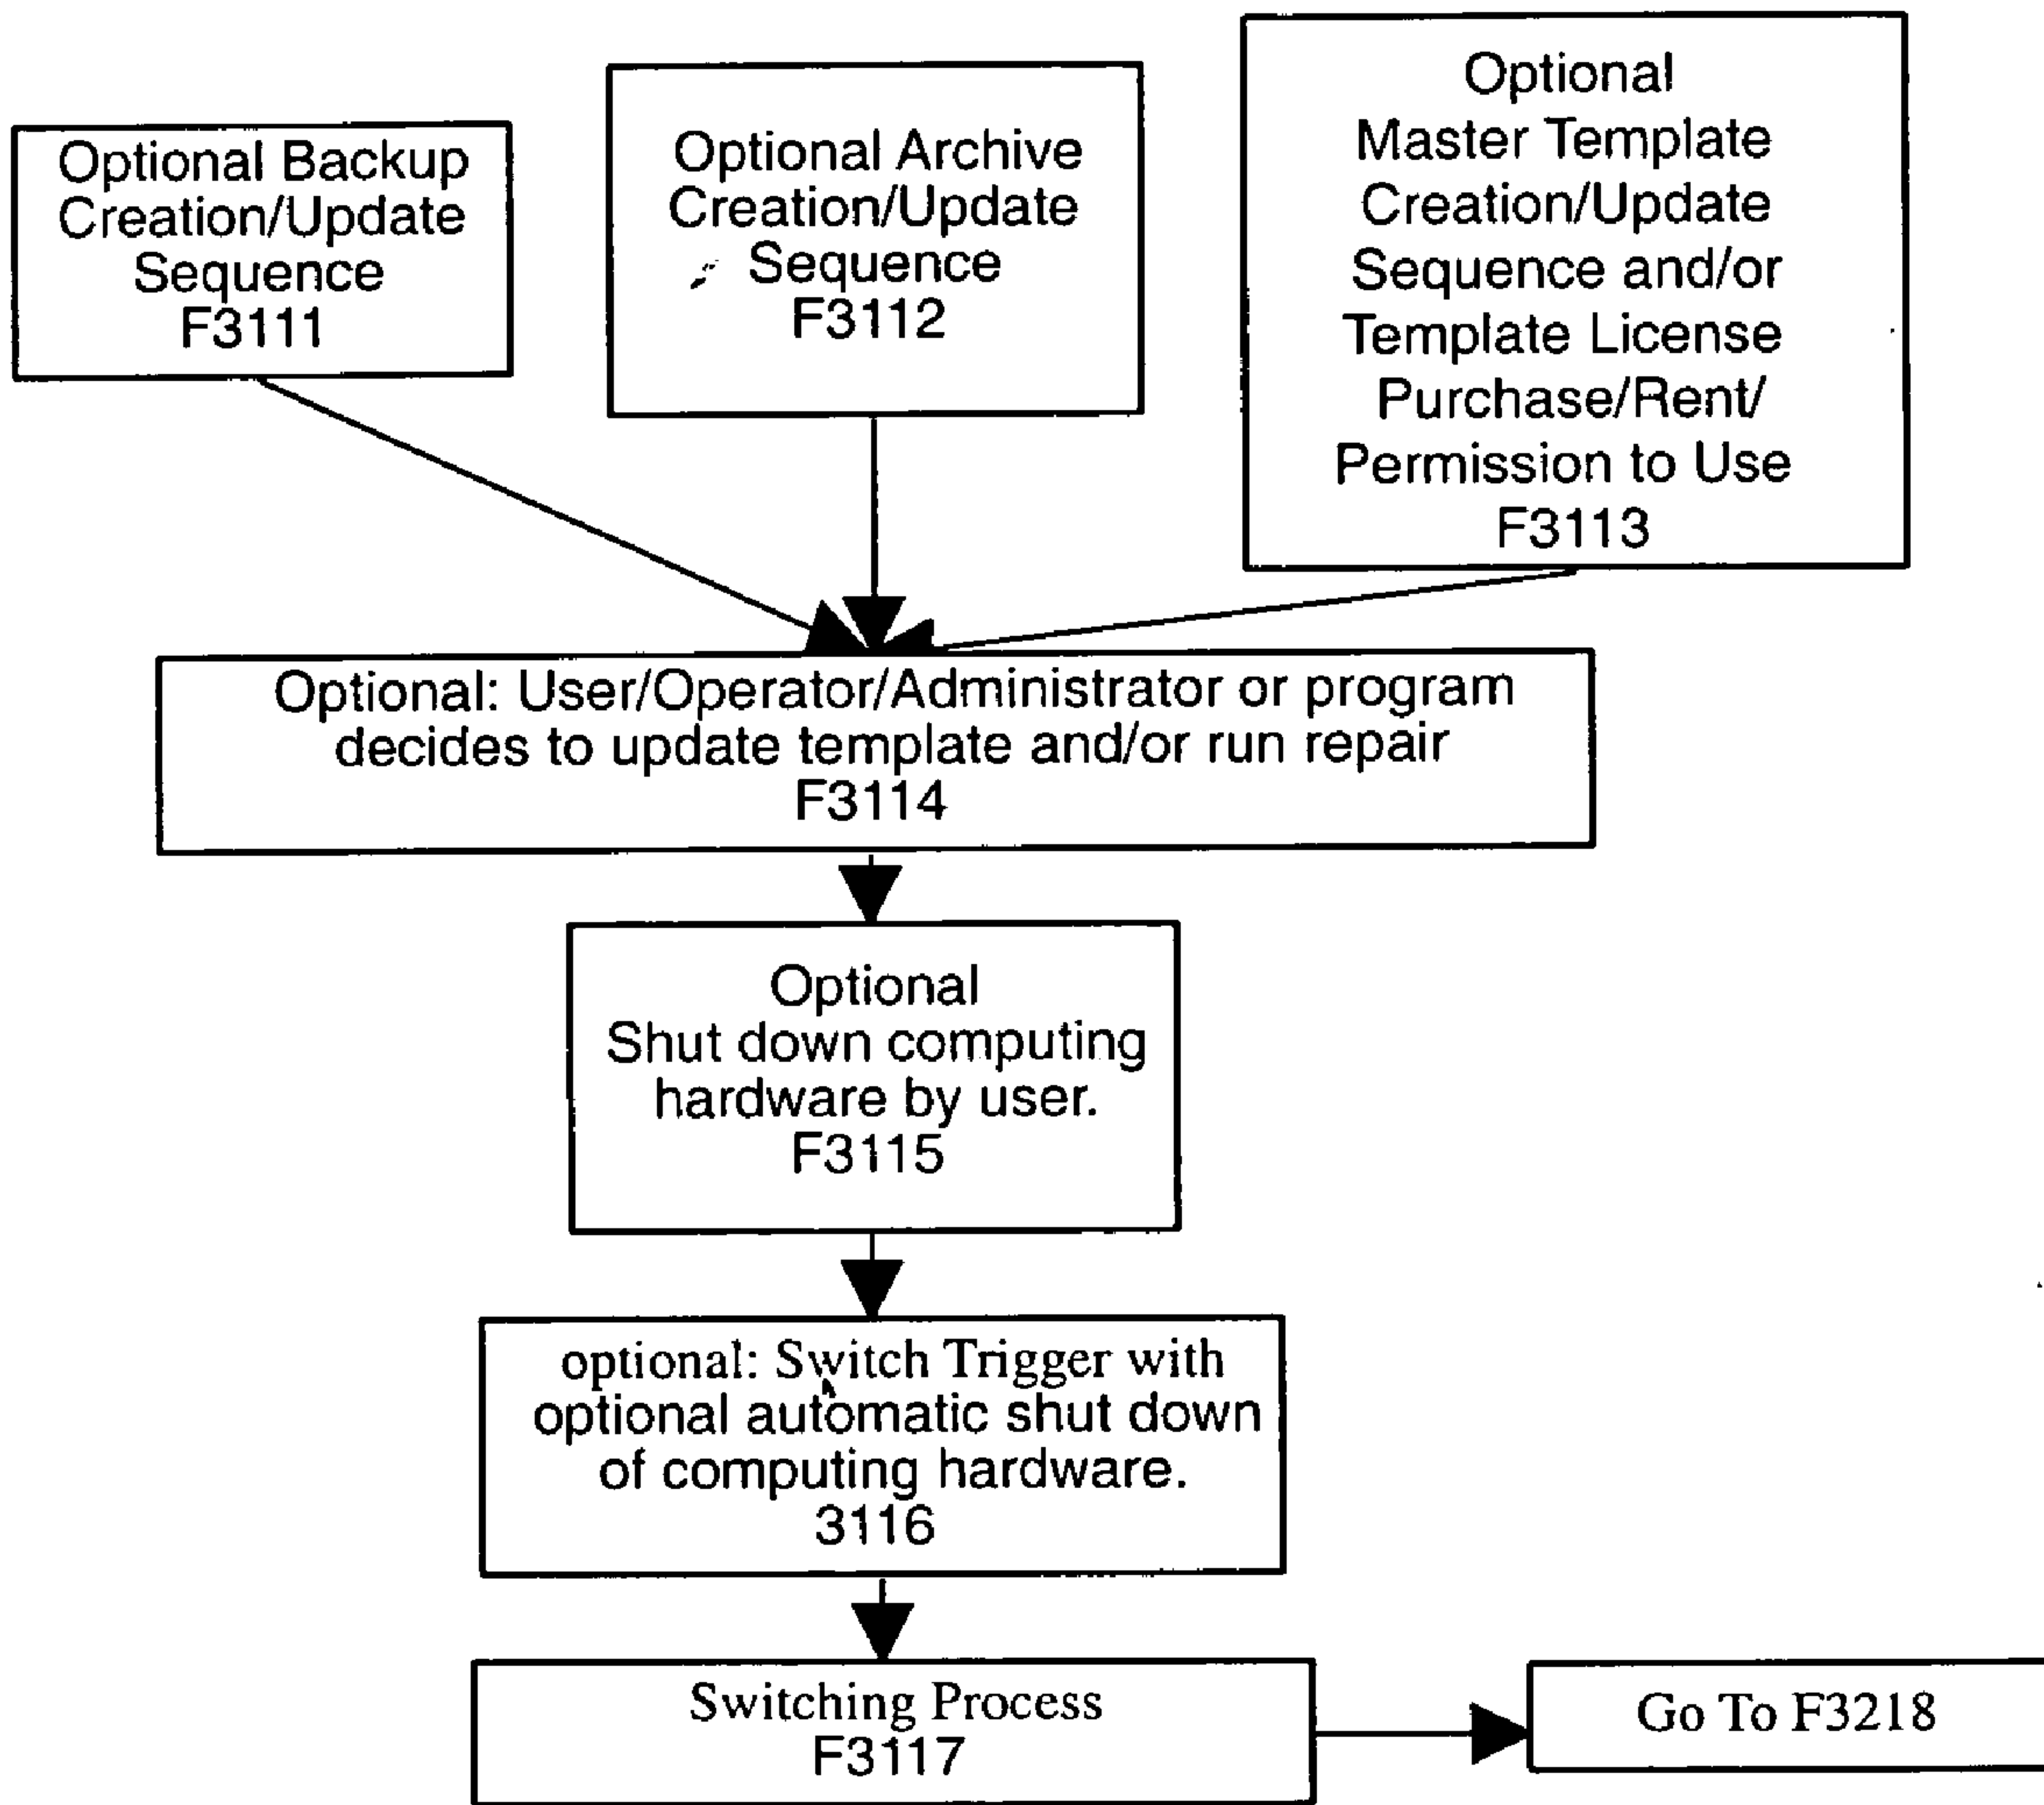 Optional Backup
Creation/Update
Sequence
F3111
Optional Archive
Creation/Update
Sequence
F3112
Optional
Master Template
Creation/Update
Sequence and/or
Template License
Purchase/Rent/
Permission to Use
F3113
Optional: User/Operator/Administrator or program
decides to update template and/or run repair
F3114
Optional
Shut down computing
hardware by user.
F3115
optional: Switch Trigger with
optional automatic shut down
of computing hardware.
3116
Switching Process
F3117
Go To F3218